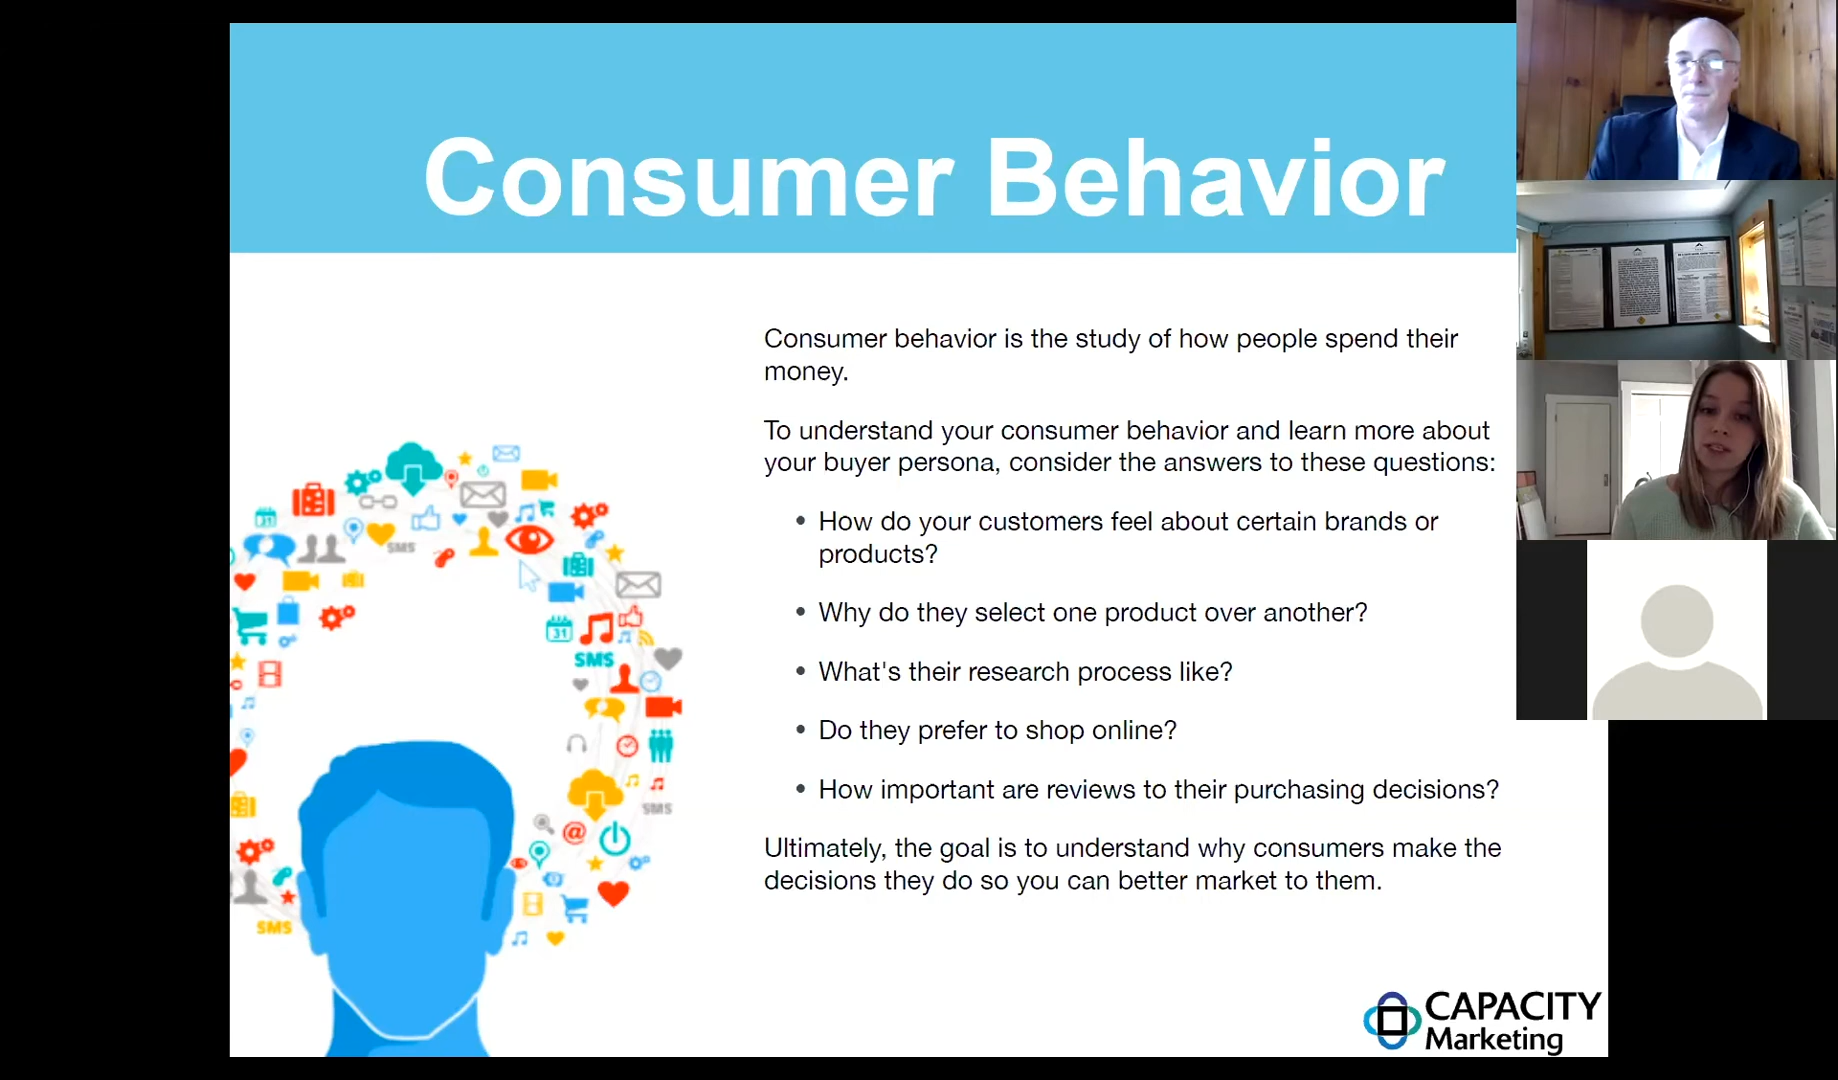 Consumer Behavior
Consumer behavior is the study of how people spend their
money.
To understand your consumer behavior and learn more about
your buyer persona, consider the answers to these questions:
• How do your customers feel about certain brands or
products?
• Why do they select one product over another?
• What's their research process like?
• Do they prefer to shop online?
• How important are reviews to their purchasing decisions?
Ultimately, the goal is to understand why consumers make the
decisions they do so you can better market to them.
31
SMS
31
SMS
SMS
@
SMS
CAPACITY
Marketing